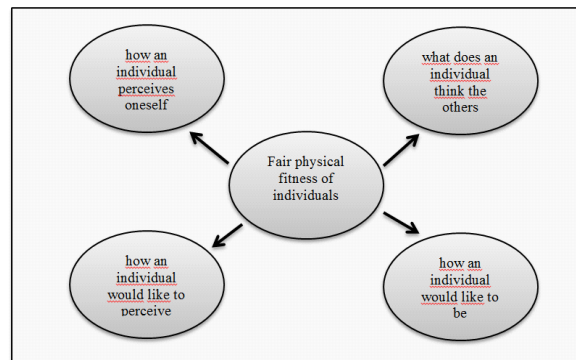 how an
individual
perceives
oneself
what does an
individual
think the
others
Fair physical
fitness of
individuals
how an
individual
would like to
perceive
how an
individual
would like to
be